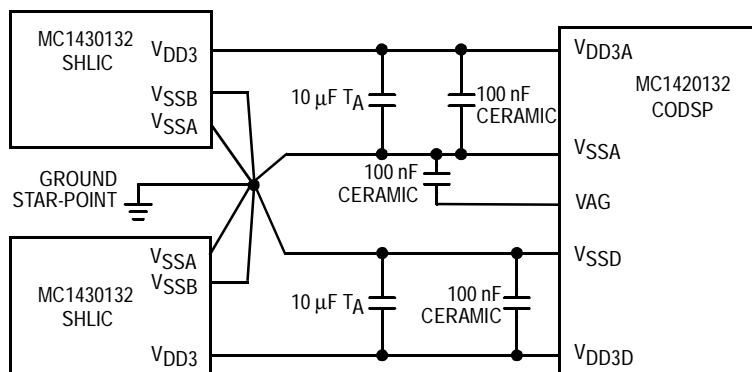 MC1430132
SHLIC
VDD3
VSSB
VSSA
10 μF TA
100 nF
CERAMIC
VDD3A
MC1420132
CODSP
VSSA
GROUND
STAR-POINT
100 nF
CERAMIC
VAG
MC1430132
SHLIC
VSSA
VSSB
VDD3
10 μF TA
100 nF
CERAMIC
VSSD
VDD3D